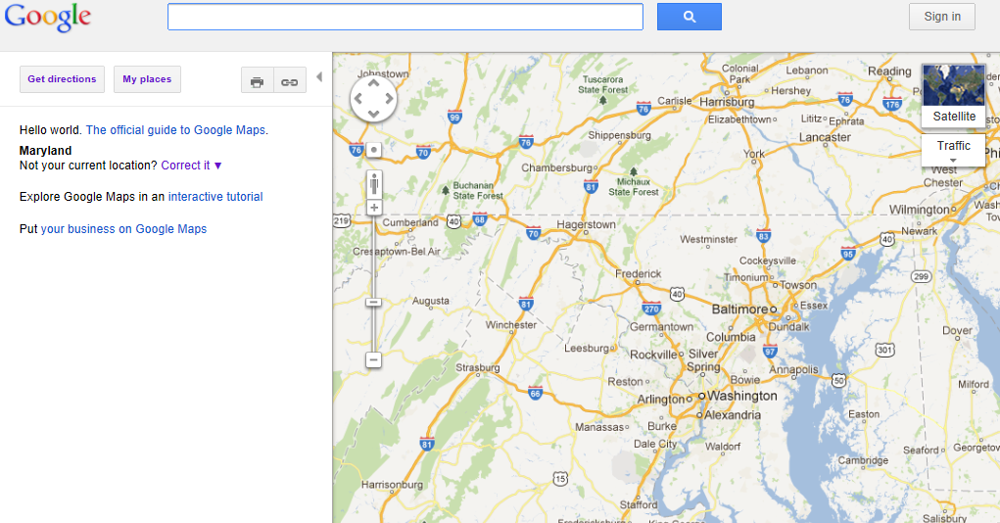 Google
Sign in
Get directions
My places
Hello world. The official guide to Google Maps.
Maryland
Not your current location? Correct it ▼
Explore Google Maps in an interactive tutorial
Put your business on Google Maps
Satellite
Traffic
Johnstown
Tuscarora
State Forest
Colonial
Park
Lebanon
Reading
Hershey
Carlisle
Harrisburg
76
76
176
99
Elizabethtown
Lititz
Ephrata
Lancaster
Shippensburg
76
70
76
York
Chambersburg
West
Chester
81
Michaux
State Forest
Buchanan
State Forest
Wilmington
219
Cumberland
40
68
Hagerstown
70
Newark
Westminster
83
40
Cresaptown-Bel Air
95
Cockeysville
Frederick
Timonium
Towson
299
40
Augusta
81
270
Baltimore
Essex
Dundalk
Winchester
Germantown
Columbia
Dover
Leesburg
Rockville
Silver
Spring
97
301
Strasburg
Reston
Bowie
Annapolis
50
66
Arlington
Washington
Milford
Alexandria
Manassas
Burke
Easton
81
Dale City
Waldorf
Seaford
Georgetow
Cambridge
Harrisonburg
15
Stafford
Salisbury